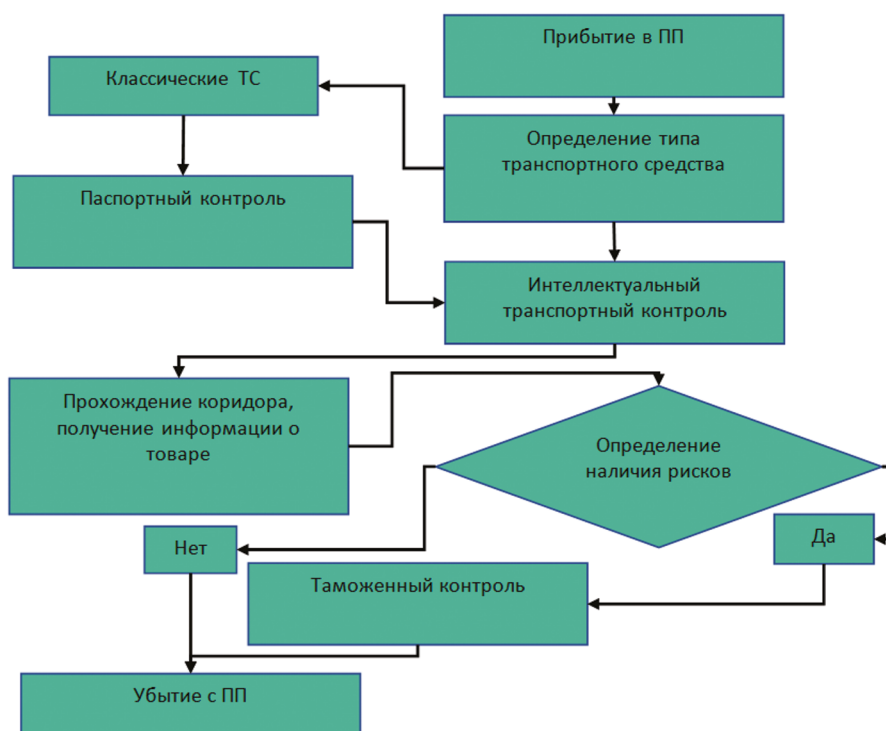 Прибытие в ПП
Классические ТС
Определение типа
транспортного средства
Паспортный контроль
Интеллектуальный
транспортный контроль
Прохождение коридора,
получение информации о
товаре
Определение
наличия рисков
Нет
Да
Таможенный контроль
Убытие с ПП